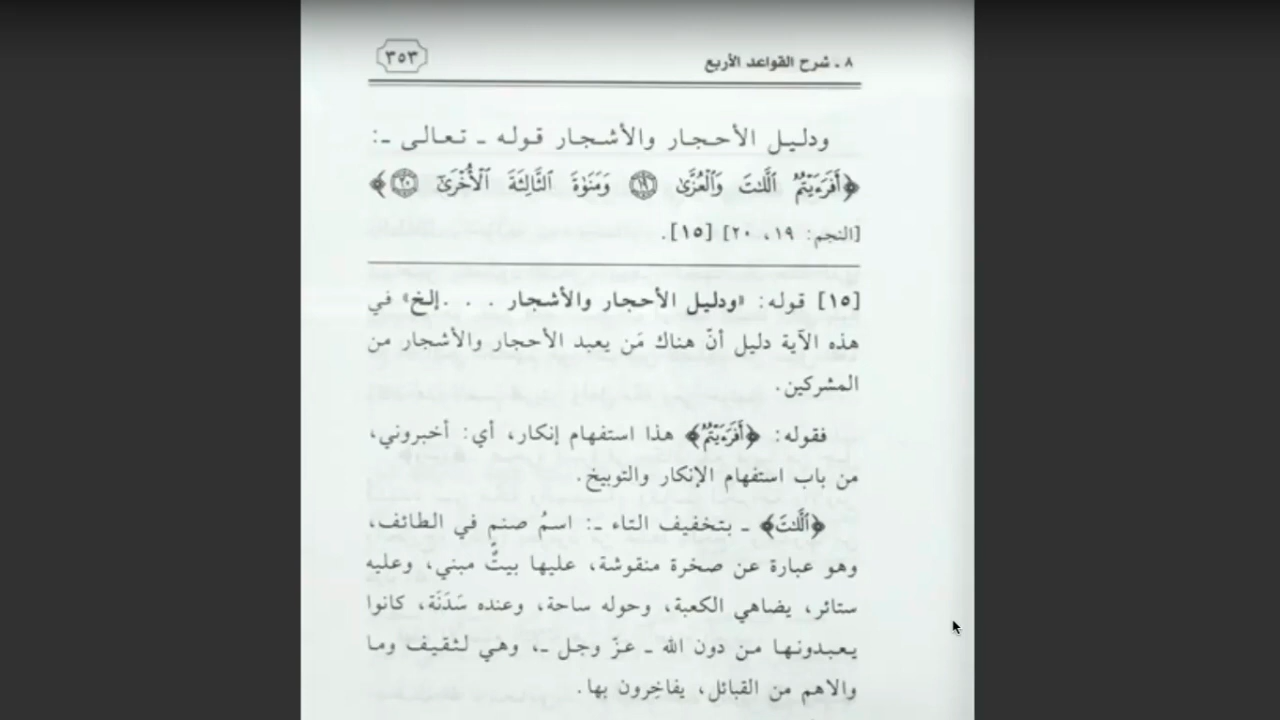 ٨ ـ شرح القواعد الأربع
٣٥٣
ودليل الأحجار والأشجار قوله ـ تعالى ـ:
﴿أَفَرَءَيْتُمُ ٱللَّٰتَ وَٱلْعُزَّىٰ ١٩ وَمَنَوٰةَ ٱلثَّالِثَةَ ٱلْأُخْرَىٰٓ ٢٠﴾
[النجم: ١٩، ٢٠] [١٥].
[١٥] قوله: «ودليل الأحجار والأشجار . . .إلخ» في
هذه الآية دليل أنّ هناك مَن يعبد الأحجار والأشجار من
المشركين.
فقوله: ﴿أَفَرَءَيْتُمُ﴾ هذا استفهام إنكار، أي: أخبروني،
من باب استفهام الإنكار والتوبيخ.
﴿ٱللَّٰتَ﴾ ـ بتخفيف التاء ـ: اسمُ صنمٍ في الطائف،
وهو عبارة عن صخرة منقوشة، عليها بيتٌ مبني، وعليه
ستائر، يضاهي الكعبة، وحوله ساحة، وعنده سَدَنَة، كانوا
يعبدونها من دون الله ـ عزّ وجل ـ، وهي لثقيف وما
والاهم من القبائل، يفاخِرون بِها.